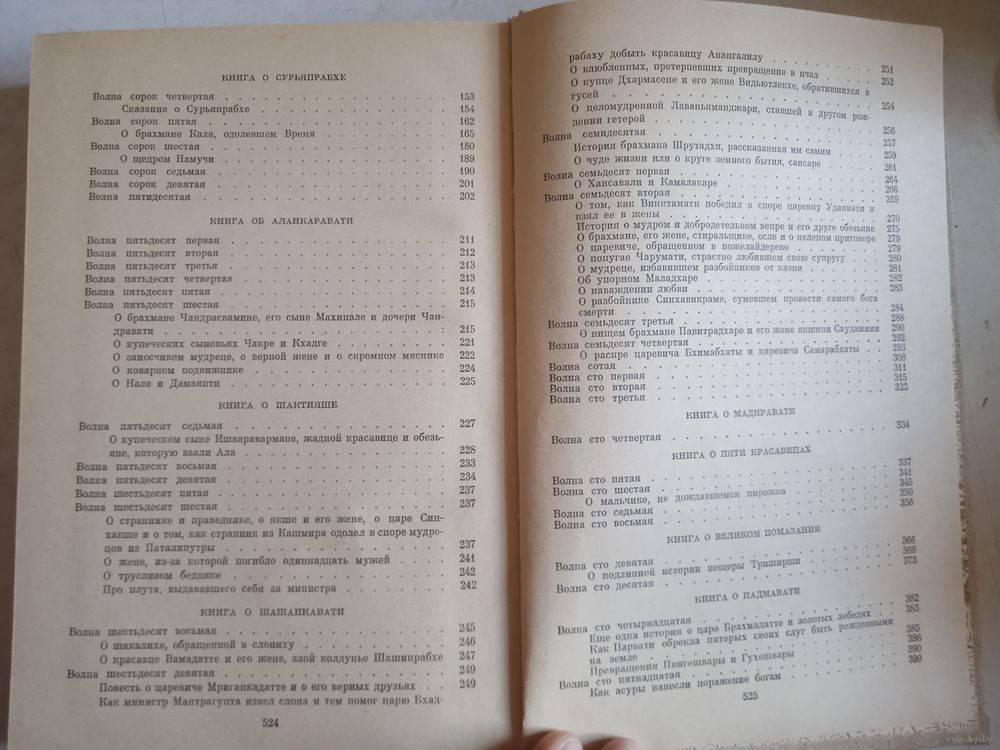 КНИГА О СУРЬЯПРАБХЕ
Волна сорок четвертая 153
Сказание о Сурьяпрабхе 154
Волна сорок пятая 162
О брахмане Кала, одолевшем Время 165
Волна сорок шестая 180
О щедром Намучи 189
Волна сорок седьмая 190
Волна сорок девятая 201
Волна пятидесятая 202
КНИГА ОБ АЛАНКАРАВАТИ
Волна пятьдесят первая 211
Волна пятьдесят вторая 212
Волна пятьдесят третья 213
Волна пятьдесят четвертая 213
Волна пятьдесят пятая 214
Волна пятьдесят шестая 215
О брахмане Чандрасвамине, его сыне Махипале и дочери Чан-
дравати 215
О купеческих сыновьях Чакре и Кхадге 221
О заносчивом мудреце, о верной жене и о скромном мяснике 222
О коварном подвижнике 224
О Нале и Дамаянти 225
КНИГА О ШАКТИЯШЕ
Волна пятьдесят седьмая 227
О купеческом сыне Ишваравармане, жадной красавице и обезь-
яне, которую звали Ала 228
Волна пятьдесят восьмая 233
Волна пятьдесят девятая 234
Волна шестьдесят пятая 237
Волна шестьдесят шестая 237
О страннике и праведнике, о якше и его жене, о царе Син-
хакше и о том, как странник из Кашмира одолел в споре мудре-
цов из Паталипутры 237
О жене, из-за которой погибло одиннадцать мужей 241
О трусливом бедняке 242
Про плута, выдававшего себя за министра 242
КНИГА О ШАШАНКАВАТИ
Волна шестьдесят восьмая 245
О шакалихе, обращенной в слониху 246
О красавце Вамадатте и его жене, злой колдунье Шашипрабхе 247
Волна шестьдесят девятая 249
Повесть о царевиче Мриганкадатте и о его верных друзьях 249
Как министр Мантрагупта извел слона и тем помог царю Бхад-
524
рабаху добыть красавицу Анангалилу 251
О влюбленных, претерпевших превращение в пчел 252
О купце Дхармасене и его жене Видьютлекхе, обратившихся в
гусей 254
О целомудренной Лаваньяманджари, ставшей в другом рож-
дении гетерой 256
Волна семидесятая 257
История брахмана Шрутадхи, рассказанная им самим 259
О чуде жизни или о круге земного бытия, сансаре 261
Волна семьдесят первая 264
О Хансавали и Камалакаре 266
Волна семьдесят вторая 269
О том, как Винитамати победил в споре царевну Удаявати и
взял ее в жены 270
История о мудром и добродетельном вепре и его друге обезьяне 275
О брахмане, его жене, стиральщике, осле и о нелепом приговоре 279
О царевиче, обращенном в пожелайдерево 279
О попугае Чарумати, страстно любившем свою супругу 280
О мудреце, избавившем разбойников от казни 281
Об упорном Маладхаре 282
О наваждении любви 283
О разбойнике Синхавикраме, сумевшем провести самого бога
смерти 284
Волна семьдесят третья 288
О нищем брахмане Павитрадхаре и его жене якшини Саудамини 290
Волна семьдесят четвертая 292
О распре царевича Бхимабхаты и царевича Самарабхаты 293
Волна сотая 308
Волна сто первая 311
Волна сто вторая 315
Волна сто третья 322
КНИГА О МАДИРАВАТИ
Волна сто четвертая 334
КНИГА О ПЯТИ КРАСАВИЦАХ
Волна сто пятая 337
Волна сто шестая 341
О мальчике, не дождавшемся пирожка 345
Волна сто седьмая 350
Волна сто восьмая 356
КНИГА О ВЕЛИКОМ ПОМАЗАНИИ
Волна сто девятая 366
О подлинной истории пещеры Триширши 369
Волна сто десятая 373
КНИГА О ПАДМАВАТИ
Волна сто четырнадцатая 382
Еще одна история о царе Брахмадатте и золотых лебедях 383
Как Парвати обрекла пятерых своих слуг быть рожденными
на земле 385
Превращения Пингешвары и Гухешвары 386
Волна сто пятнадцатая 390
Как асуры нанесли поражение богам 390
525
www.ay.by